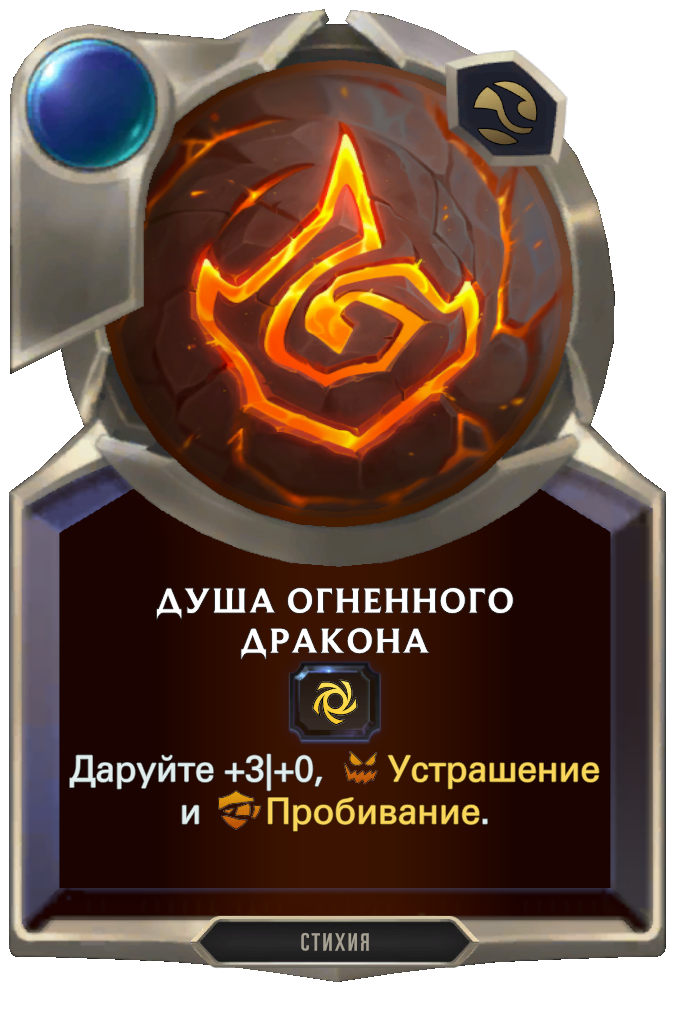 ДУША ОГНЕННОГО
ДРАКОНА
Даруйте +3|+0, Устрашение
и Пробивание.
СТИХИЯ